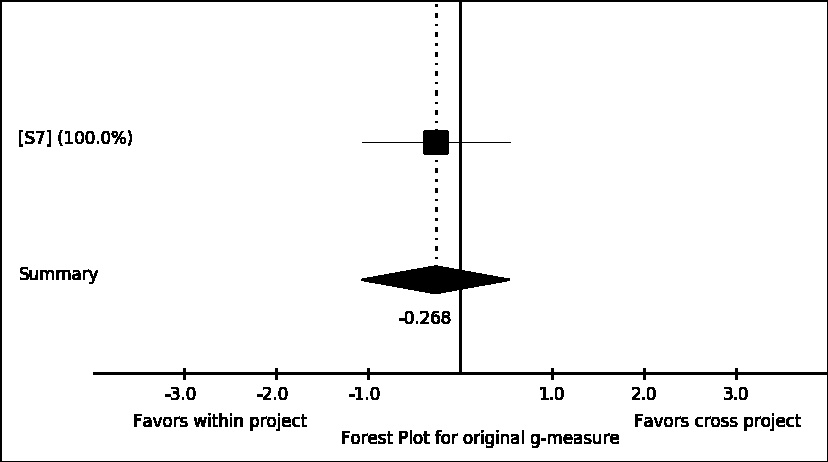 [S7] (100.0%)
Summary
-0.268
-3.0 -2.0 -1.0 1.0 2.0 3.0
Favors within project Favors cross project
Forest Plot for original g-measure